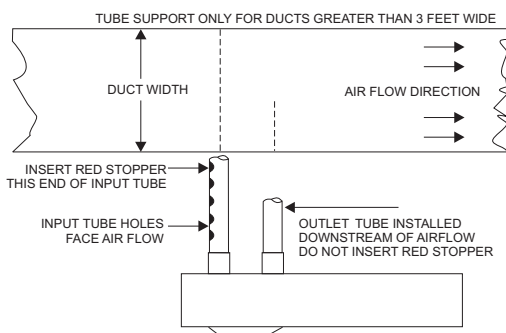 TUBE SUPPORT ONLY FOR DUCTS GREATER THAN 3 FEET WIDE
DUCT WIDTH
AIR FLOW DIRECTION
INSERT RED STOPPER
THIS END OF INPUT TUBE
INPUT TUBE HOLES
FACE AIR FLOW
OUTLET TUBE INSTALLED
DOWNSTREAM OF AIRFLOW
DO NOT INSERT RED STOPPER